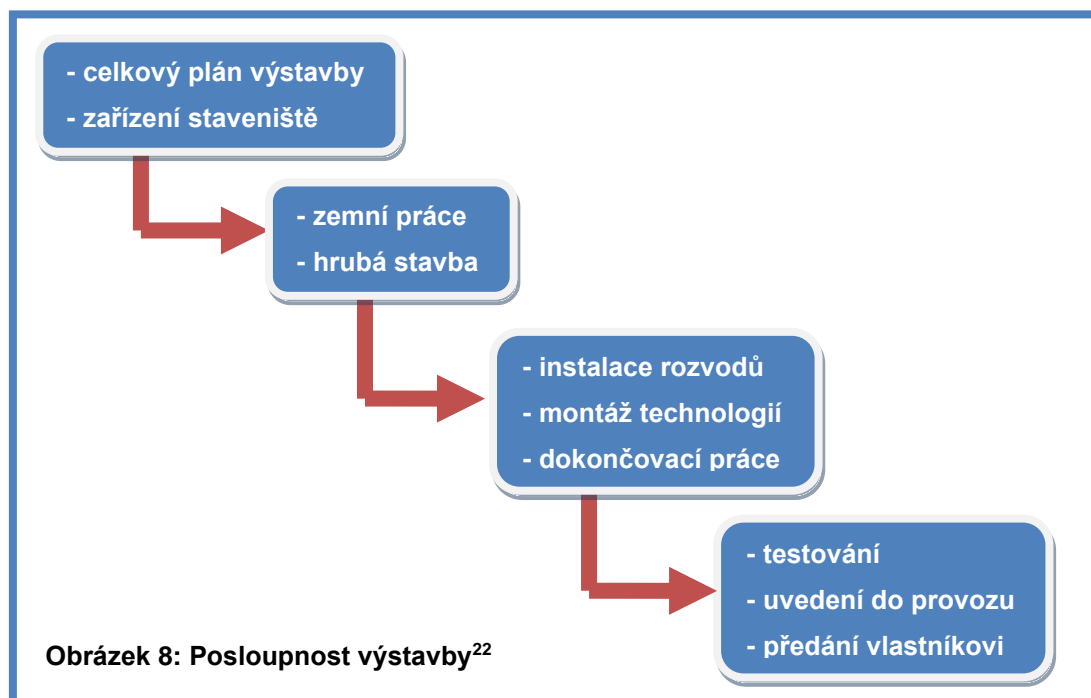 - celkový plán výstavby
- zařízení staveniště
- zemní práce
- hrubá stavba
- instalace rozvodů
- montáž technologií
- dokončovací práce
- testování
- uvedení do provozu
- předání vlastníkovi
Obrázek 8: Posloupnost výstavby²²